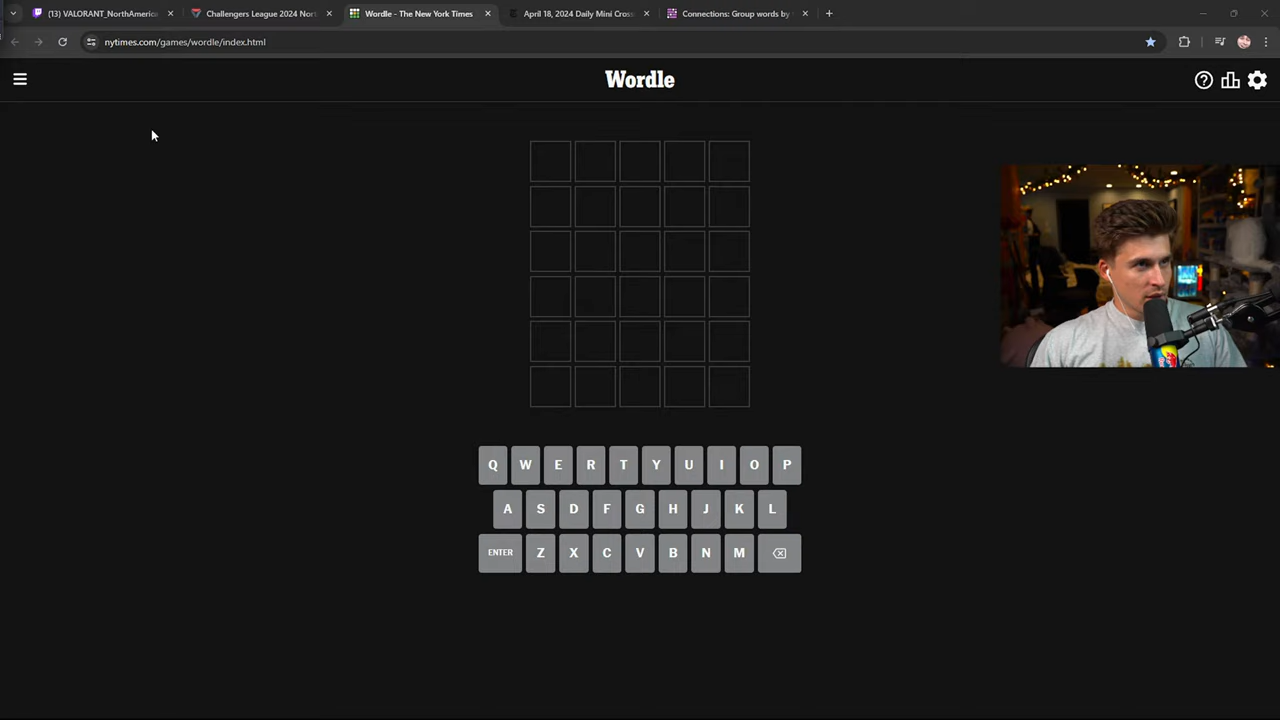 (13) VALORANT_NorthAmerica
Challengers League 2024 Nort
Wordle - The New York Times
April 18, 2024 Daily Mini Cross
Connections: Group words by
nytimes.com/games/wordle/index.html
Wordle
Q W E R T Y U I O P
A S D F G H J K L
ENTER Z X C V B N M